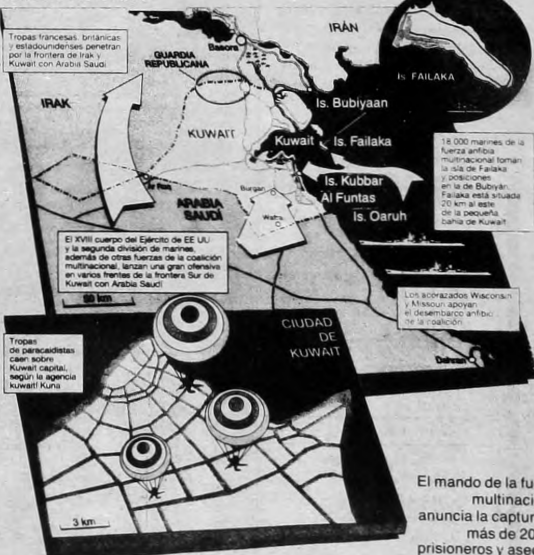 Tropas francesas, británicas
y estadounidenses penetran
por la frontera de Irak y
Kuwait con Arabia Saudí
Basora
IRÁN
GUARDIA
REPUBLICANA
Is. FAILAKA
IRAK
Is. Bubiyaan
KUWAIT
Kuwait
Is. Failaka
18.000 marines de la
fuerza anfibia
multinacional toman
la isla de Failaka
y posiciones
en la de Bubiyán.
Failaka está situada
20 km al este
de la pequeña
bahía de Kuwait
Is. Kubbar
Burgan
Al Funtas
ARABIA
SAUDÍ
Wafra
Is. Oaruh
El XVIII cuerpo del Ejército de EE UU
y la segunda división de marines,
además de otras fuerzas de la coalición
multinacional, lanzan una gran ofensiva
en varios frentes de la frontera Sur de
Kuwait con Arabia Saudí
50 km
Los acorazados Wisconsin
y Missouri apoyan
el desembarco anfibio
de la coalición
Dahran
Tropas
de paracaidistas
caen sobre
Kuwait capital,
según la agencia
kuwaití Kuna
CIUDAD
DE
KUWAIT
3 km
El mando de la fu
multinaci
anuncia la captur
más de 20
prisioneros y ase